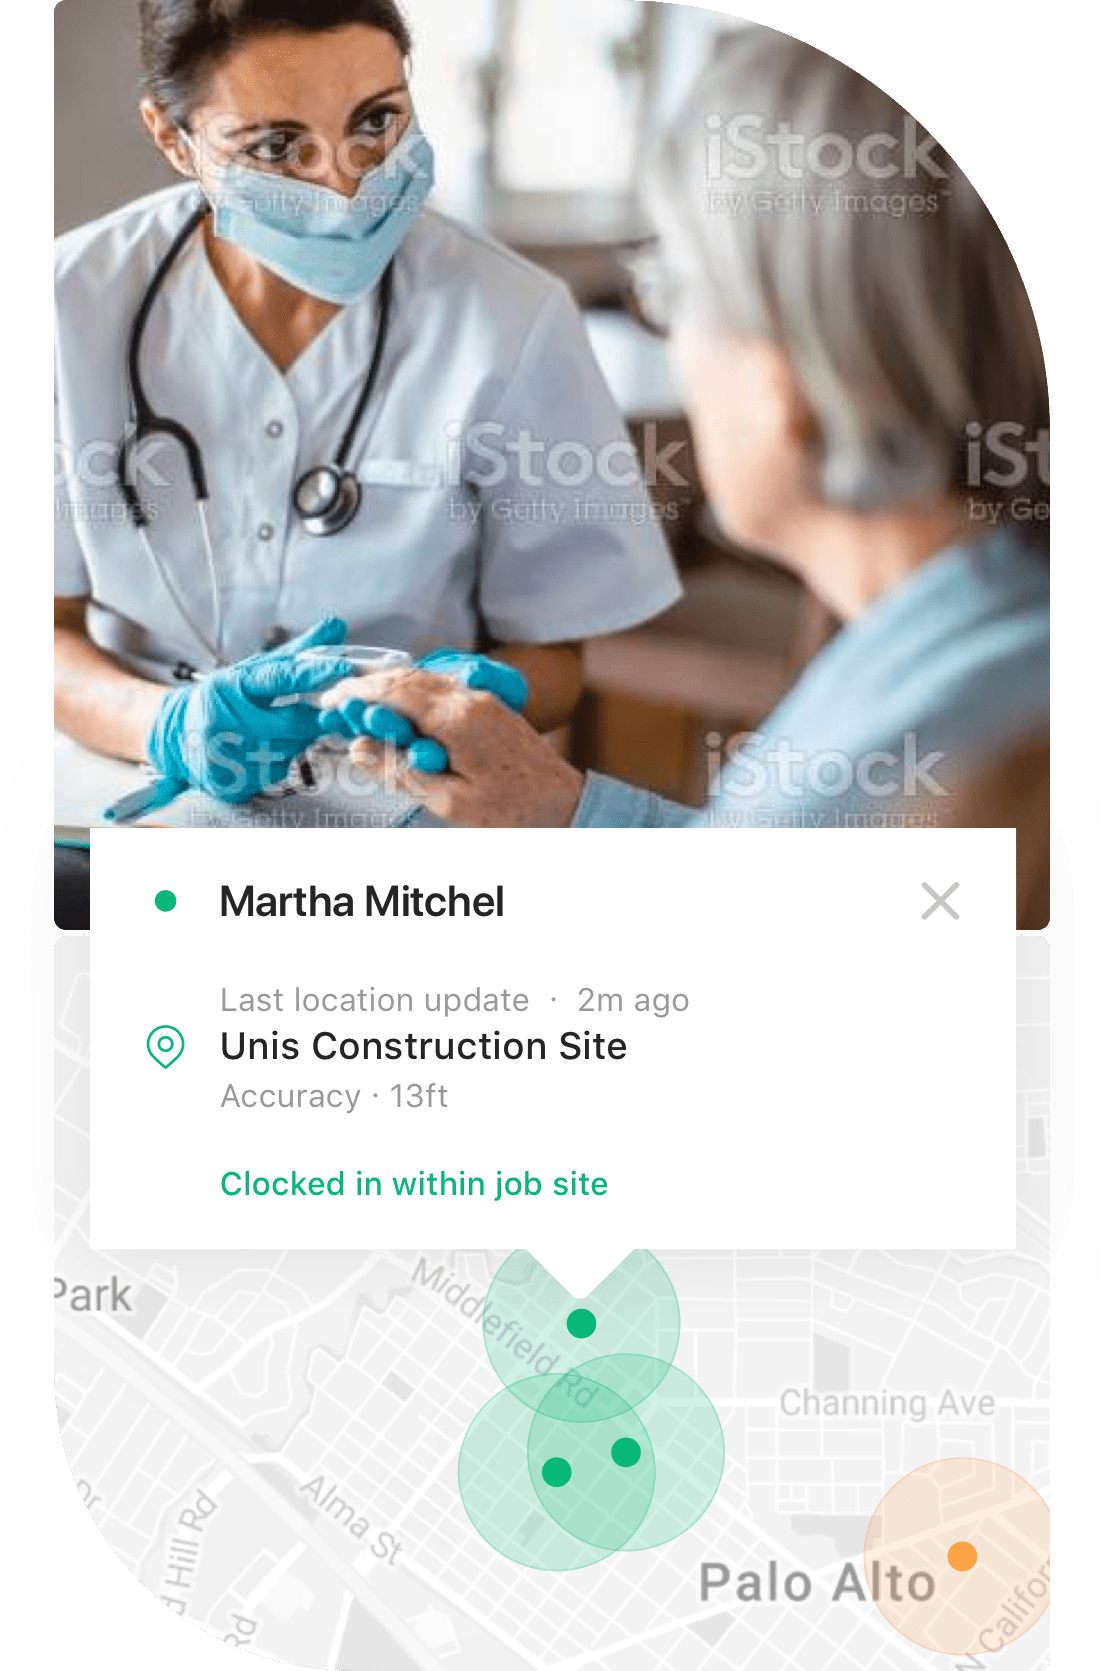 iStock
by Getty Images
iStock
by Getty Images™
ock
Images
iStock
by Getty Images
iSt
by Ge
iStock
by Getty Images
iStock
by Getty Images
Martha Mitchel
Last location update · 2m ago
Unis Construction Site
Accuracy · 13ft
Clocked in within job site
Park
Middlefield Rd
Channing Ave
Alma St
d Hill Rd
Rd
Palo Alto
N Califor